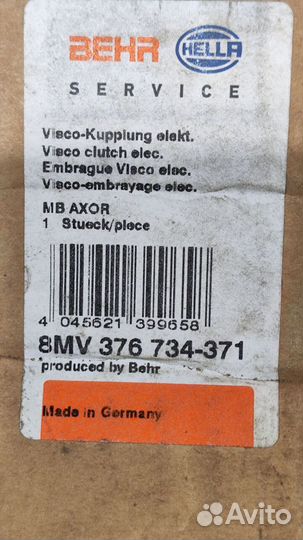 BEHR HELLA
SERVICE
Visco-Kupplung elekt.
Visco clutch elec.
Embrague Visco elec.
Visco-embrayage elec.
MB AXOR
1 Stueck/piece
4 045621 399658
8MV 376 734-371
produced by Behr
Made in Germany
Avito